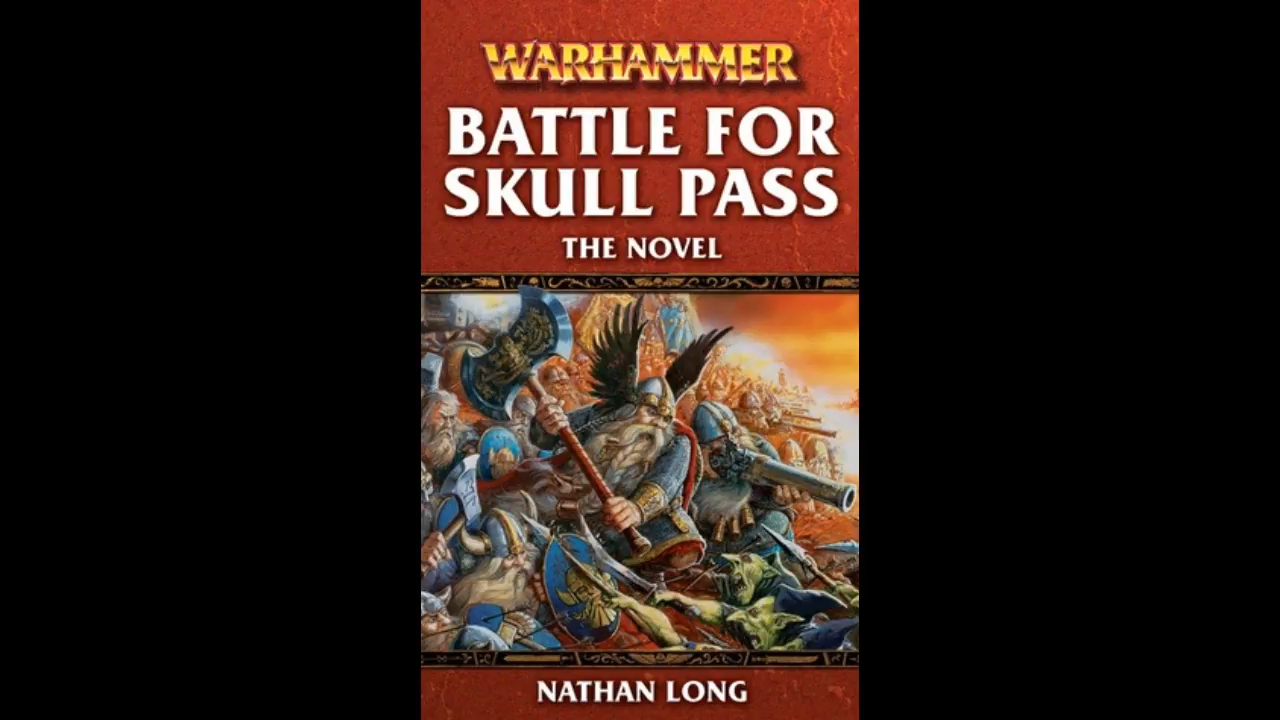 WARHAMMER
BATTLE FOR
SKULL PASS
THE NOVEL
NATHAN LONG